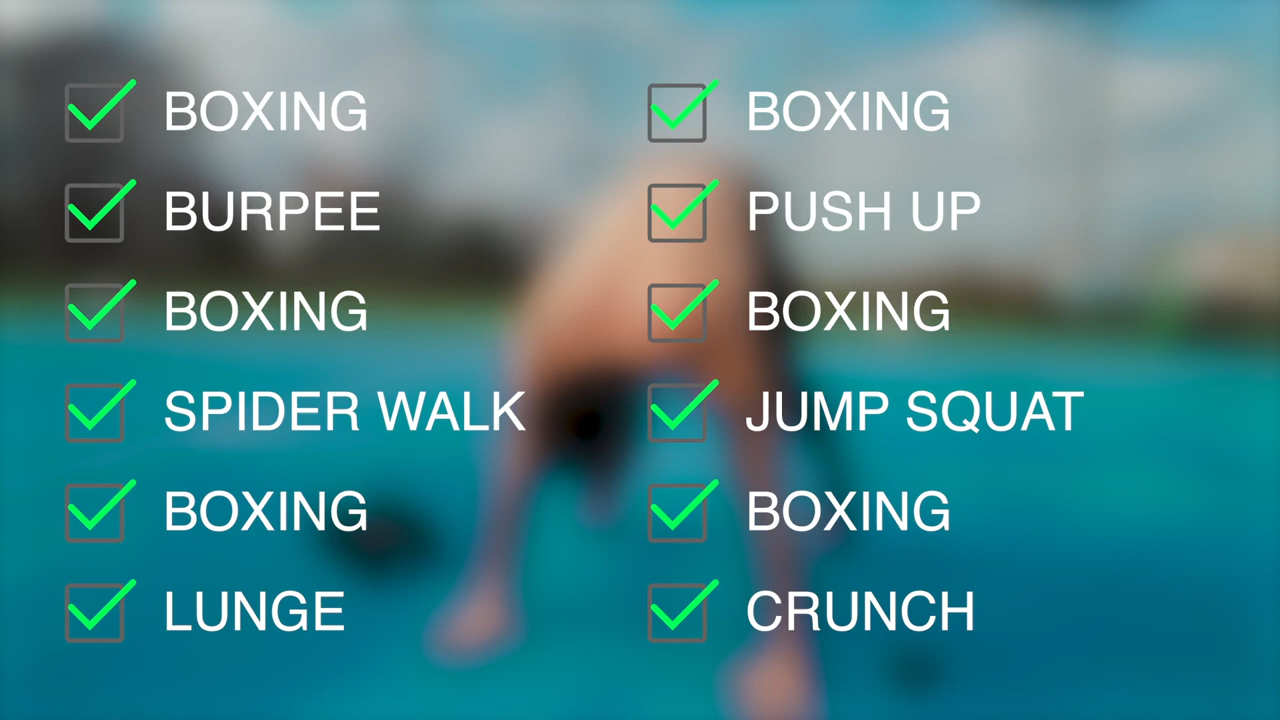 BOXING
BURPEE
BOXING
SPIDER WALK
BOXING
LUNGE
BOXING
PUSH UP
BOXING
JUMP SQUAT
BOXING
CRUNCH